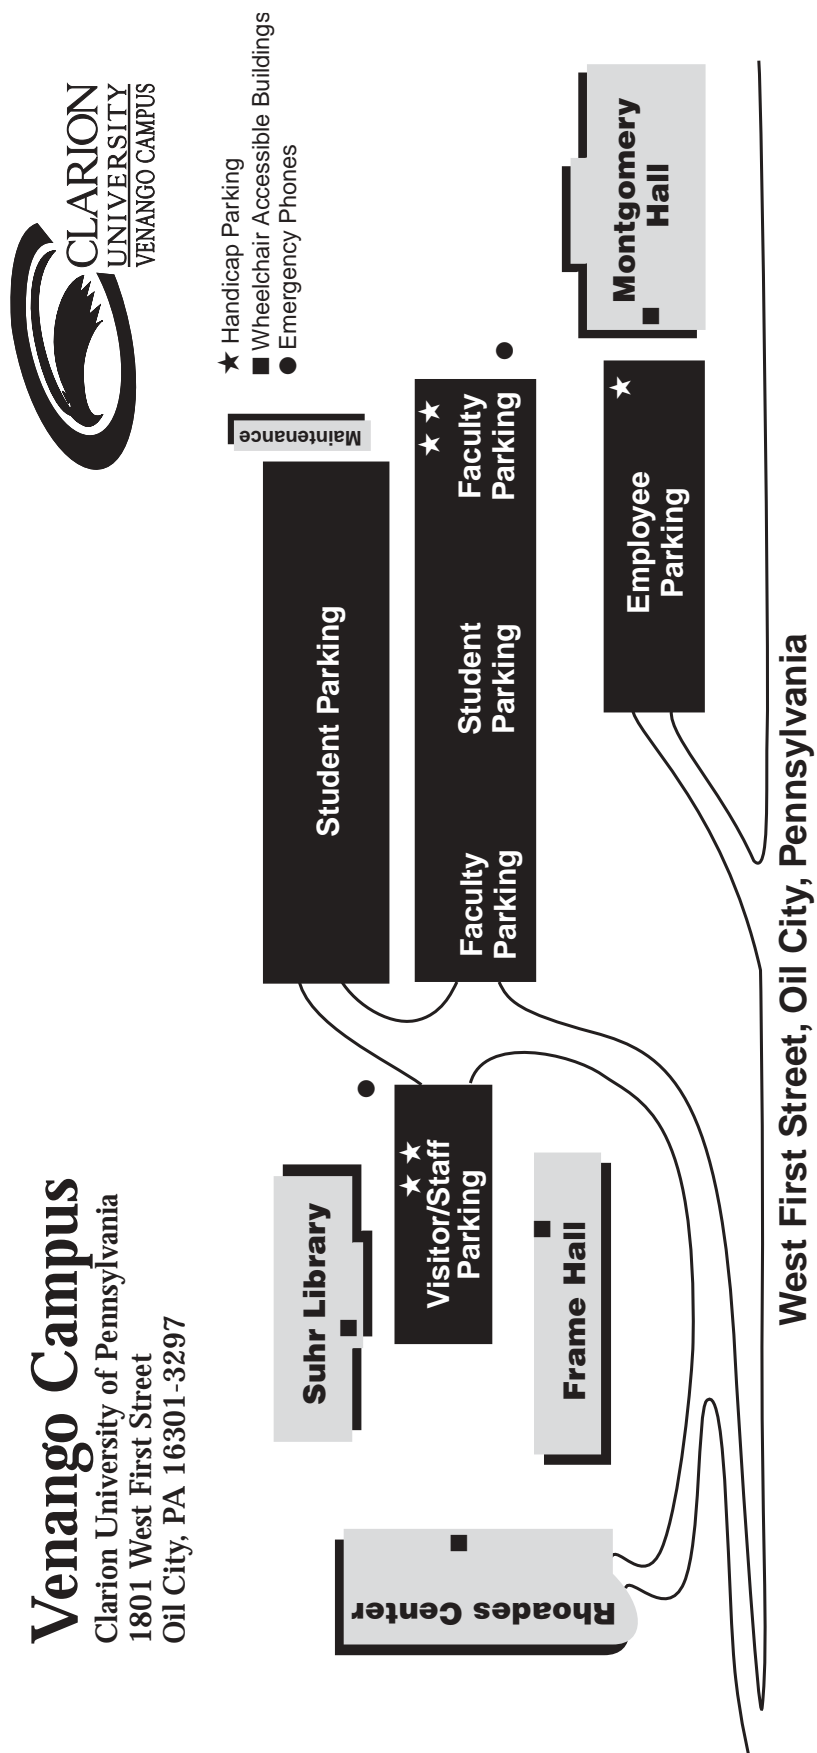 Venango Campus
Clarion University of Pennsylvania
1801 West First Street
Oil City, PA 16301-3297
CLARION
UNIVERSITY
VENANGO CAMPUS
Handicap Parking
Wheelchair Accessible Buildings
Emergency Phones
Maintenance
Student Parking
Suhr Library
Rhoades Center
Visitor/Staff
Parking
Faculty
Parking
Student
Parking
Faculty
Parking
Frame Hall
Employee
Parking
Montgomery
Hall
West First Street, Oil City, Pennsylvania